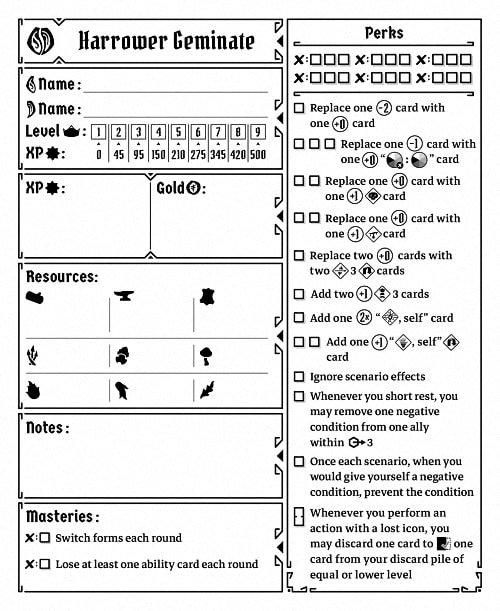 Harrower Geminate
Name:
Name:
Level : 1 2 3 4 5 6 7 8 9
XP : 0 45 95 150 210 275 345 420 500
XP : Gold :
Resources:
Notes:
Masteries:
✗: Switch forms each round
✗: Lose at least one ability card each round
Perks
✗: ✗: ✗:
✗: ✗: ✗:
Replace one -2 card with
one +0 card
Replace one -1 card with
one +0 “ : ” card
Replace one +0 card with
one +1 card
Replace one +0 card with
one +1 card
Replace two +0 cards with
two 3 cards
Add two +1 3 cards
Add one 2x “ , self” card
Add one +1 “ , self”
card
Ignore scenario effects
Whenever you short rest, you
may remove one negative
condition from one ally
within 3
Once each scenario, when you
would give yourself a negative
condition, prevent the condition
Whenever you perform an
action with a lost icon, you
may discard one card to one
card from your discard pile of
equal or lower level